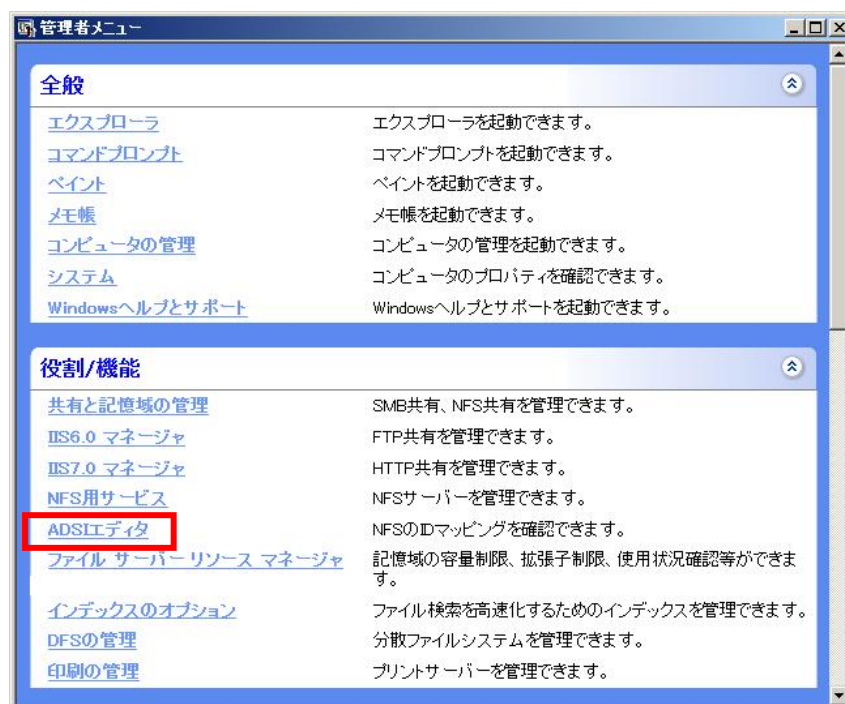 管理者メニュー
全般
エクスプローラ エクスプローラを起動できます。
コマンドプロンプト コマンドプロンプトを起動できます。
ペイント ペイントを起動できます。
メモ帳 メモ帳を起動できます。
コンピュータの管理 コンピュータの管理を起動できます。
システム コンピュータのプロパティを確認できます。
Windowsヘルプとサポート Windowsヘルプとサポートを起動できます。
役割/機能
共有と記憶域の管理 SMB共有、NFS共有を管理できます。
IIS6.0 マネージャ FTP共有を管理できます。
IIS7.0 マネージャ HTTP共有を管理できます。
NFS用サービス NFSサーバーを管理できます。
ADSIエディタ NFSのIDマッピングを確認できます。
ファイル サーバー リソース マネージャ 記憶域の容量制限、拡張子制限、使用状況確認等ができま
す。
インデックスのオプション ファイル検索を高速化するためのインデックスを管理できます。
DFSの管理 分散ファイルシステムを管理できます。
印刷の管理 プリントサーバーを管理できます。